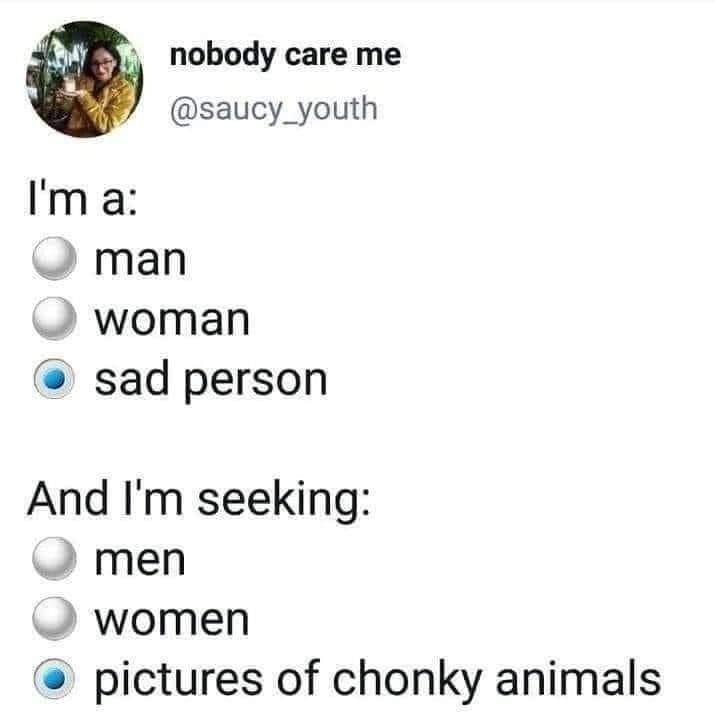 nobody care me
@saucy_youth
I'm a:
man
woman
sad person
And I'm seeking:
men
women
pictures of chonky animals